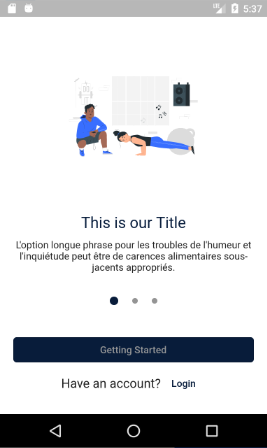 5:37
This is our Title
L'option longue phrase pour les troubles de l'humeur et
l'inquiétude peut être de carences alimentaires sous-
jacents appropriés.
Getting Started
Have an account? Login